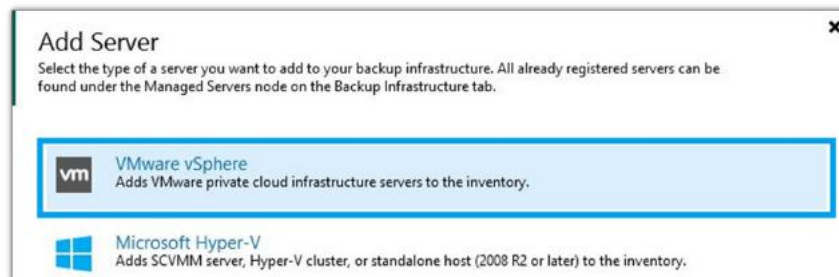 Add Server
Select the type of a server you want to add to your backup infrastructure. All already registered servers can be
found under the Managed Servers node on the Backup Infrastructure tab.
vm
VMware vSphere
Adds VMware private cloud infrastructure servers to the inventory.
Microsoft Hyper-V
Adds SCVMM server, Hyper-V cluster, or standalone host (2008 R2 or later) to the inventory.